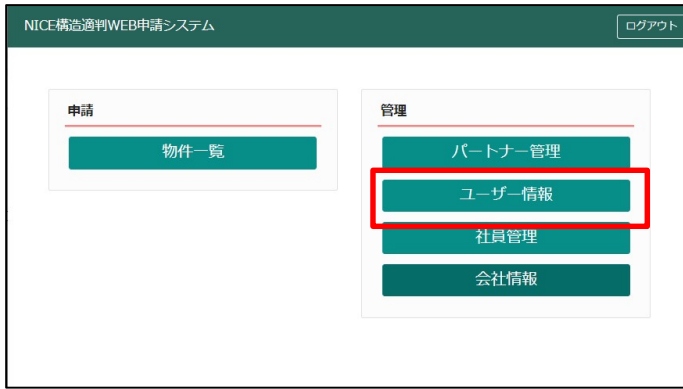 NICE構造適判WEB申請システム
ログアウト
申請
物件一覧
管理
パートナー管理
ユーザー情報
社員管理
会社情報